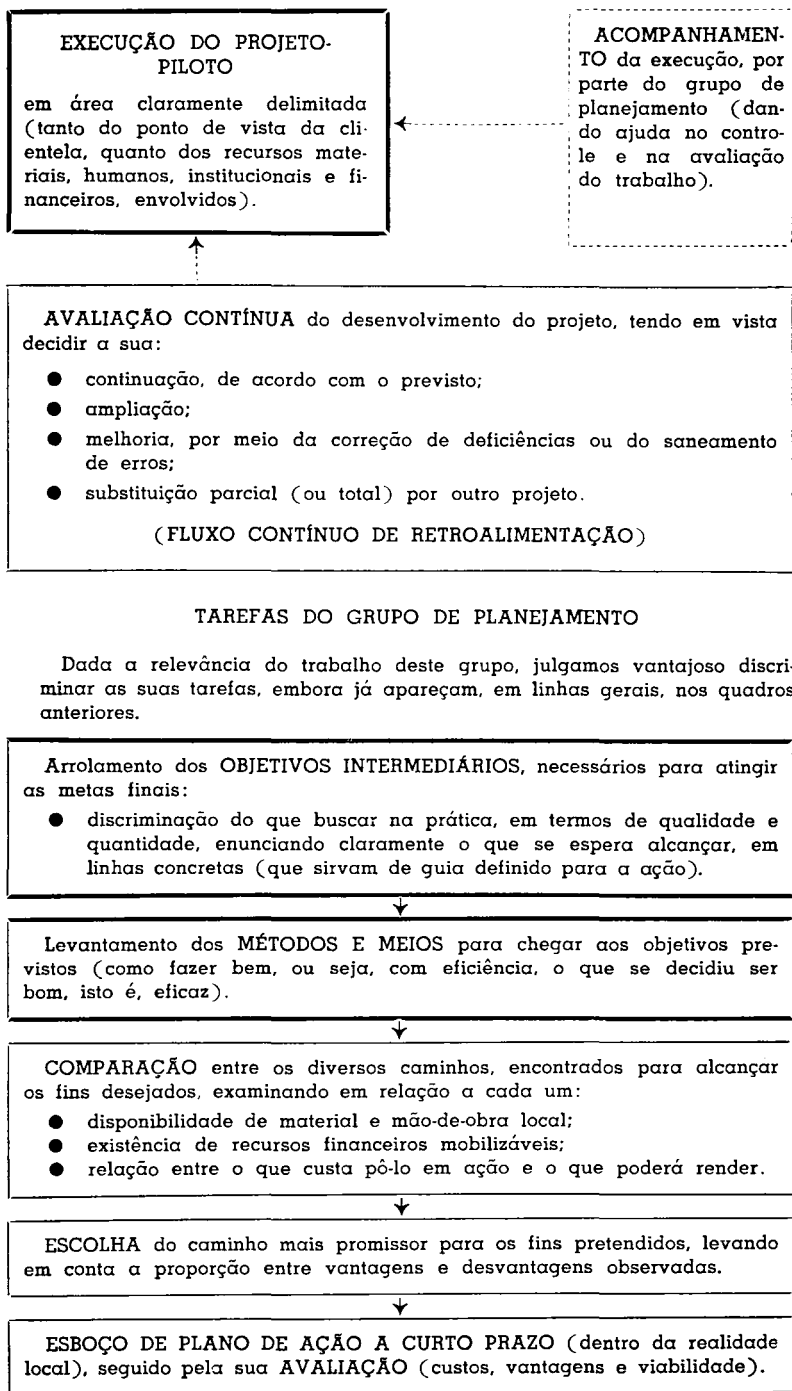 EXECUÇÃO DO PROJETO-
PILOTO
em área claramente delimitada
(tanto do ponto de vista da cli-
entela, quanto dos recursos mate-
riais, humanos, institucionais e fi-
nanceiros, envolvidos).
ACOMPANHAMEN-
TO da execução, por
parte do grupo de
planejamento (dan-
do ajuda no contro-
le e na avaliação
do trabalho).
AVALIAÇÃO CONTÍNUA do desenvolvimento do projeto, tendo em vista
decidir a sua:
● continuação, de acordo com o previsto;
● ampliação;
● melhoria, por meio da correção de deficiências ou do saneamento
de erros;
● substituição parcial (ou total) por outro projeto.
(FLUXO CONTÍNUO DE RETROALIMENTAÇÃO)
TAREFAS DO GRUPO DE PLANEJAMENTO
Dada a relevância do trabalho deste grupo, julgamos vantajoso discri-
minar as suas tarefas, embora já apareçam, em linhas gerais, nos quadros
anteriores.
Arrolamento dos OBJETIVOS INTERMEDIÁRIOS, necessários para atingir
as metas finais:
● discriminação do que buscar na prática, em termos de qualidade e
quantidade, enunciando claramente o que se espera alcançar, em
linhas concretas (que sirvam de guia definido para a ação).
Levantamento dos MÉTODOS E MEIOS para chegar aos objetivos pre-
vistos (como fazer bem, ou seja, com eficiência, o que se decidiu ser
bom, isto é, eficaz).
COMPARAÇÃO entre os diversos caminhos, encontrados para alcançar
os fins desejados, examinando em relação a cada um:
● disponibilidade de material e mão-de-obra local;
● existência de recursos financeiros mobilizáveis;
● relação entre o que custa pô-lo em ação e o que poderá render.
ESCOLHA do caminho mais promissor para os fins pretendidos, levando
em conta a proporção entre vantagens e desvantagens observadas.
ESBOÇO DE PLANO DE AÇÃO A CURTO PRAZO (dentro da realidade
local), seguido pela sua AVALIAÇÃO (custos, vantagens e viabilidade).